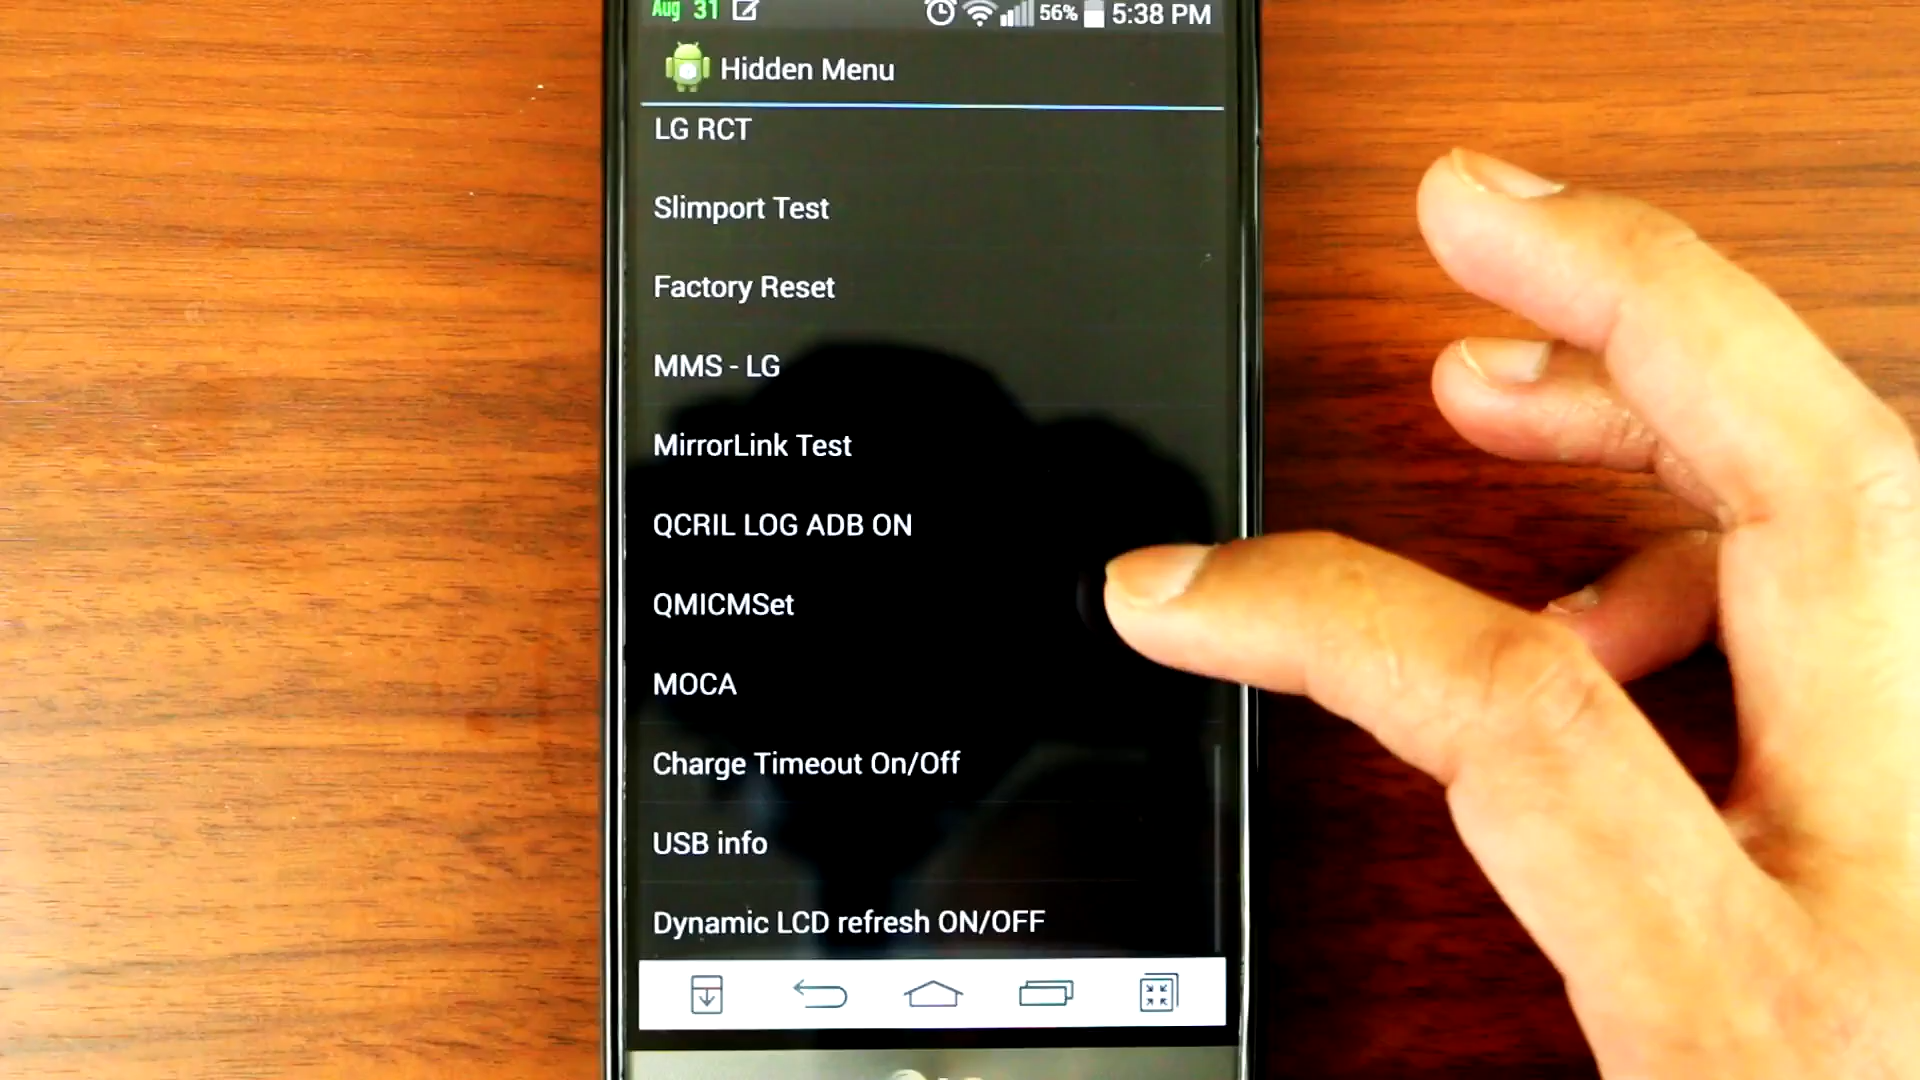 Aug 31 56% 5:38 PM
Hidden Menu
LG RCT
Slimport Test
Factory Reset
MMS - LG
MirrorLink Test
QCRIL LOG ADB ON
QMICMSet
MOCA
Charge Timeout On/Off
USB info
Dynamic LCD refresh ON/OFF